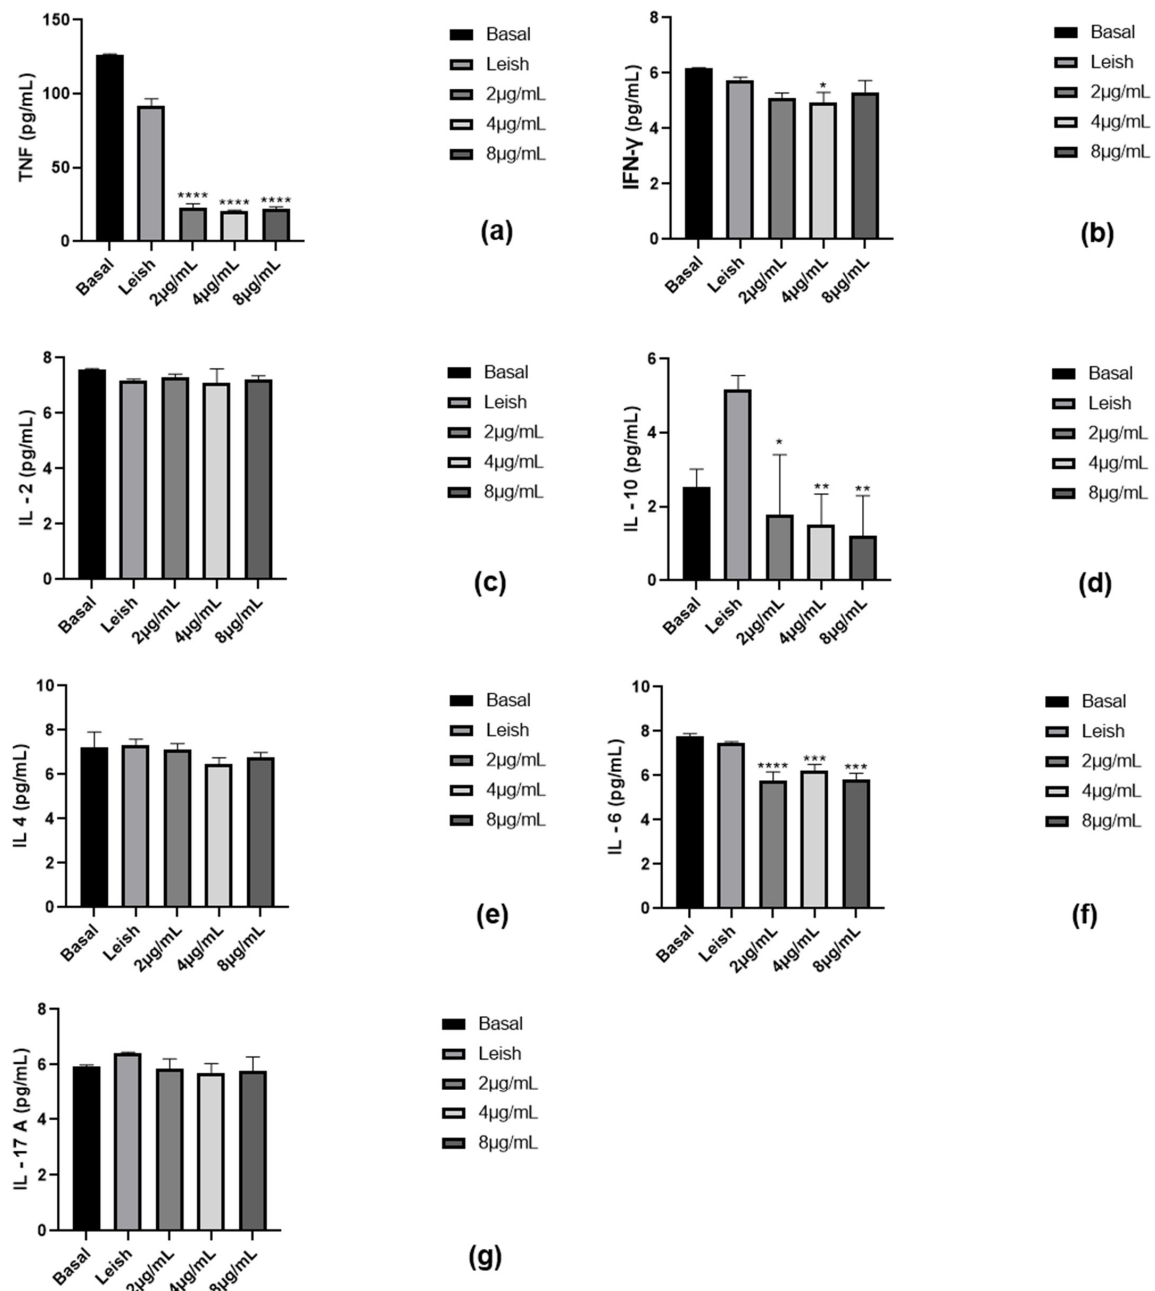 TNF (pg/mL)
150
100
50
0
****
****
****
Basal
Leish
2µg/mL
4µg/mL
8µg/mL
Basal
Leish
2µg/mL
4µg/mL
8µg/mL
(a)
IFN-γ (pg/mL)
8
6
4
2
0
*
Basal
Leish
2µg/mL
4µg/mL
8µg/mL
Basal
Leish
2µg/mL
4µg/mL
8µg/mL
(b)
IL - 2 (pg/mL)
8
6
4
2
0
Basal
Leish
2µg/mL
4µg/mL
8µg/mL
Basal
Leish
2µg/mL
4µg/mL
8µg/mL
(c)
IL - 10 (pg/mL)
6
4
2
0
*
**
**
Basal
Leish
2µg/mL
4µg/mL
8µg/mL
Basal
Leish
2µg/mL
4µg/mL
8µg/mL
(d)
IL 4 (pg/mL)
10
8
6
4
2
0
Basal
Leish
2µg/mL
4µg/mL
8µg/mL
Basal
Leish
2µg/mL
4µg/mL
8µg/mL
(e)
IL - 6 (pg/mL)
10
8
6
4
2
0
****
***
***
Basal
Leish
2µg/mL
4µg/mL
8µg/mL
Basal
Leish
2µg/mL
4µg/mL
8µg/mL
(f)
IL - 17 A (pg/mL)
8
6
4
2
0
Basal
Leish
2µg/mL
4µg/mL
8µg/mL
Basal
Leish
2µg/mL
4µg/mL
8µg/mL
(g)